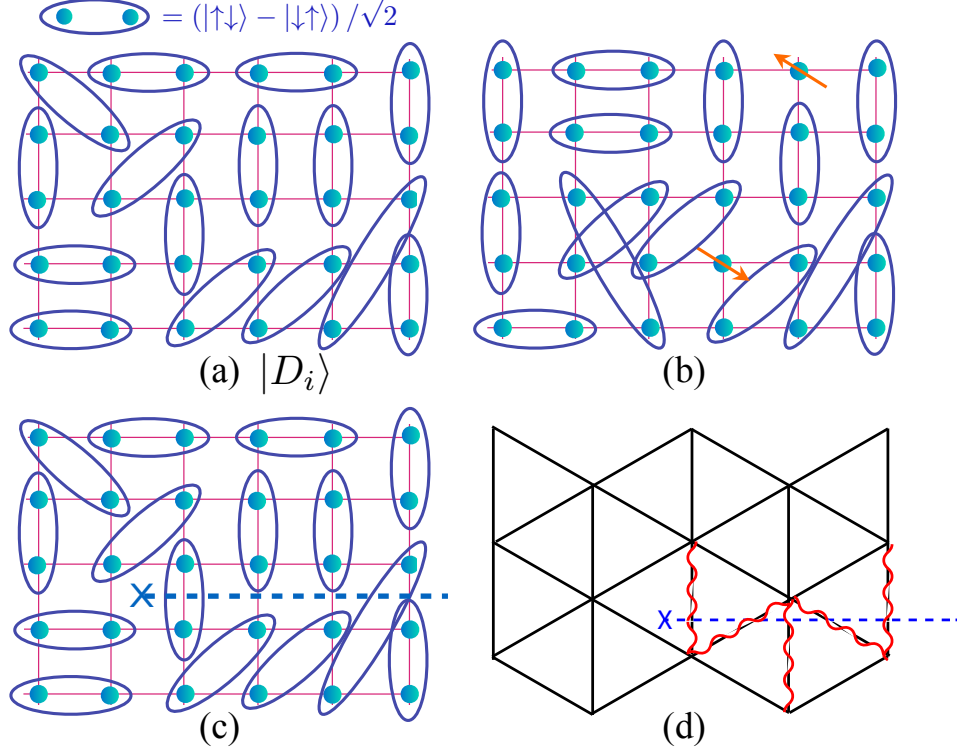 = (|↑↓⟩ − |↓↑⟩) /√2
(a) |D_i⟩
(b)
X
X
(c)
(d)